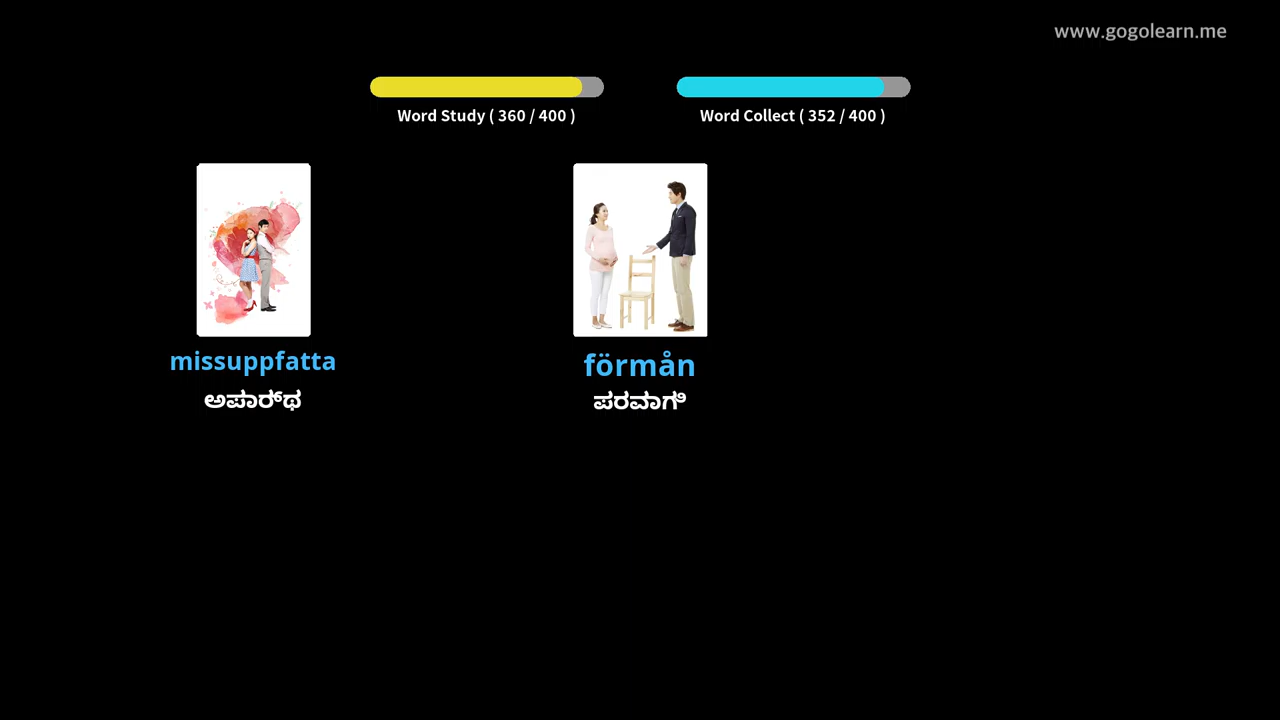 www.gogolearn.me
Word Study ( 360 / 400 )
Word Collect ( 352 / 400 )
missuppfatta
ಅಪಾರ್ಥ
förmån
ಪರವಾಗಿ